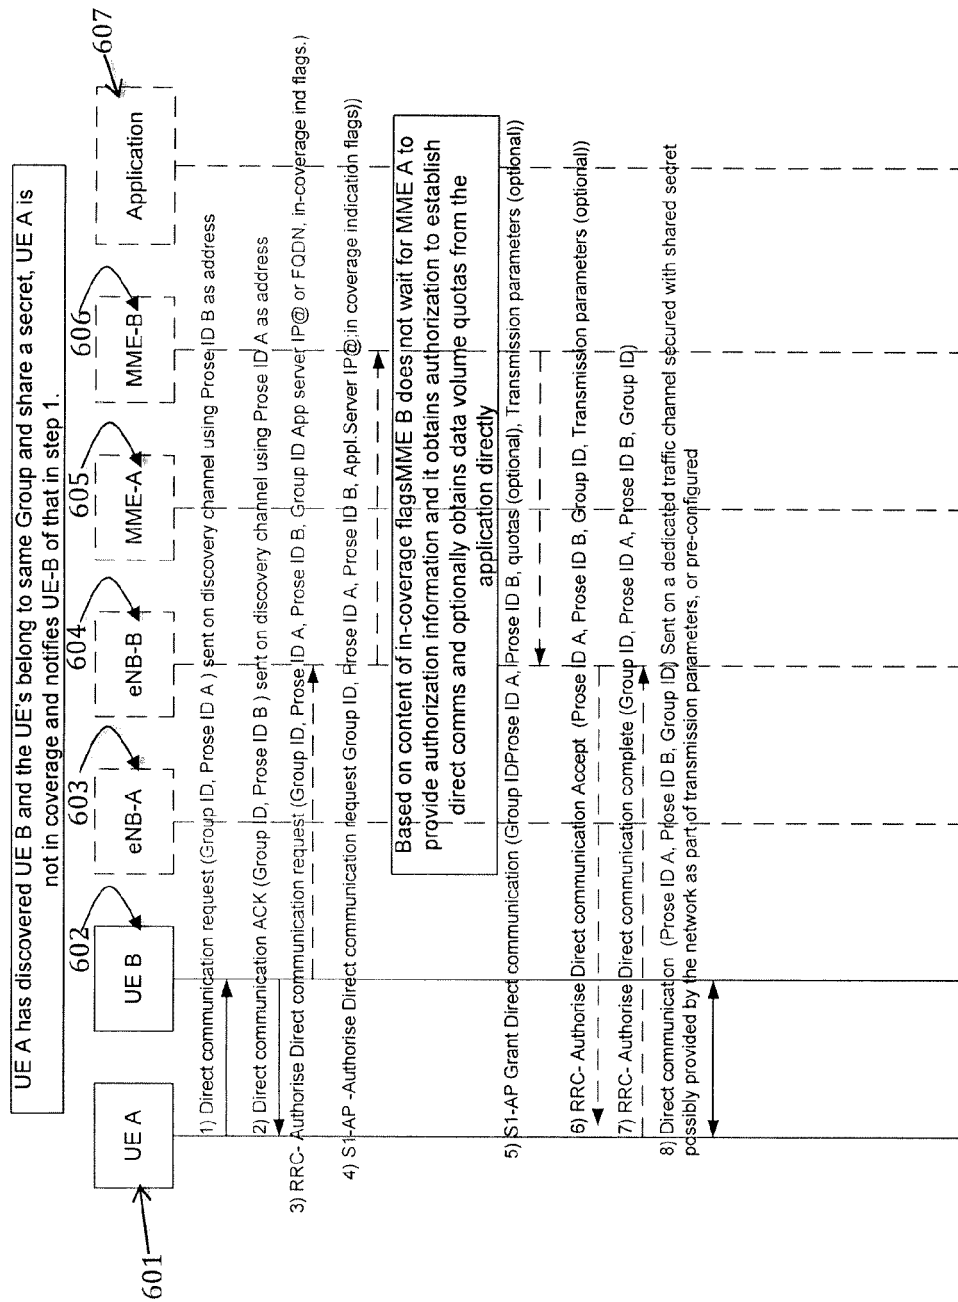 UE A has discovered UE B and the UE's belong to same Group and share a secret, UE A is
not in coverage and notifies UE-B of that in step 1.
601
602
603
604
605
606
607
UE A
UE B
eNB-A
eNB-B
MME-A
MME-B
Application
1) Direct communication request (Group ID, Prose ID A ) sent on discovery channel using Prose ID B as address
2) Direct communication ACK (Group ID, Prose ID B ) sent on discovery channel using Prose ID A as address
3) RRC- Authorise Direct communication request (Group ID, Prose ID A, Prose ID B, Group ID App server IP@ or FQDN, in-coverage ind flags.)
4) S1-AP -Authorise Direct communication request Group ID, Prose ID A, Prose ID B, Appl.Server IP@,in coverage indication flags))
Based on content of in-coverage flagsMME B does not wait for MME A to
provide authorization information and it obtains authorization to establish
direct comms and optionally obtains data volume quotas from the
application directly
5) S1-AP Grant Direct communication (Group IDProse ID A, Prose ID B, quotas (optional), Transmission parameters (optional))
6) RRC- Authorise Direct communication Accept (Prose ID A, Prose ID B, Group ID, Transmission parameters (optional))
7) RRC- Authorise Direct communication complete (Group ID, Prose ID A, Prose ID B, Group ID)
8) Direct communication (Prose ID A, Prose ID B, Group ID) Sent on a dedicated traffic channel secured with shared secret
possibly provided by the network as part of transmission parameters, or pre-configured